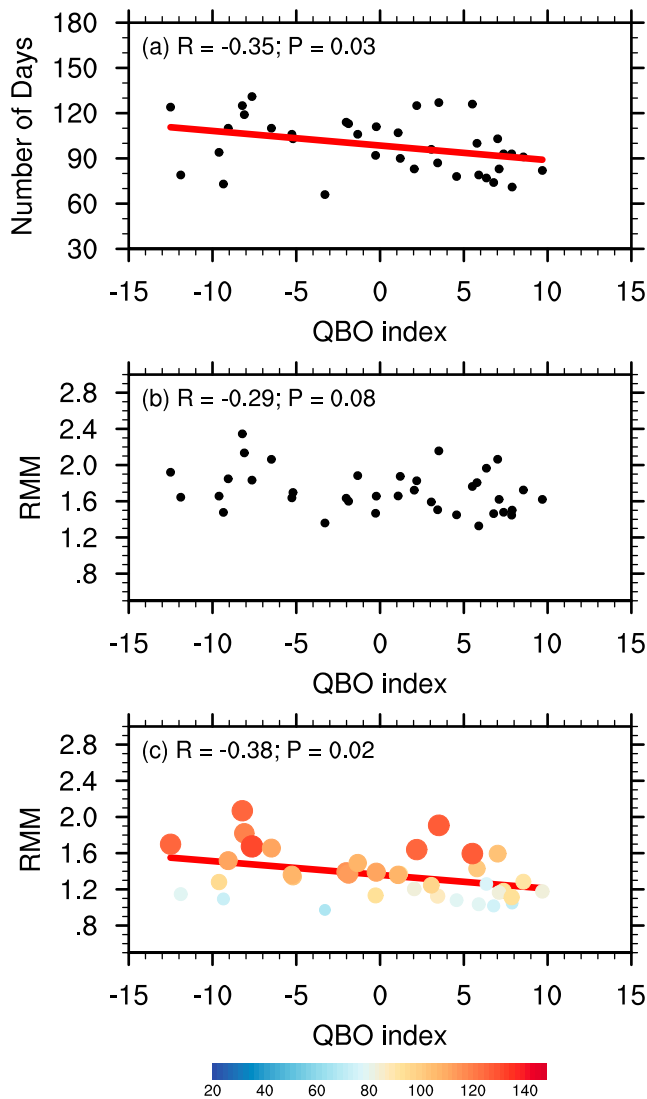 (a) R = -0.35; P = 0.03
Number of Days
180
150
120
90
60
30
-15 -10 -5 0 5 10 15
QBO index
(b) R = -0.29; P = 0.08
RMM
2.8
2.4
2.0
1.6
1.2
.8
-15 -10 -5 0 5 10 15
QBO index
(c) R = -0.38; P = 0.02
RMM
2.8
2.4
2.0
1.6
1.2
.8
-15 -10 -5 0 5 10 15
QBO index
20 40 60 80 100 120 140